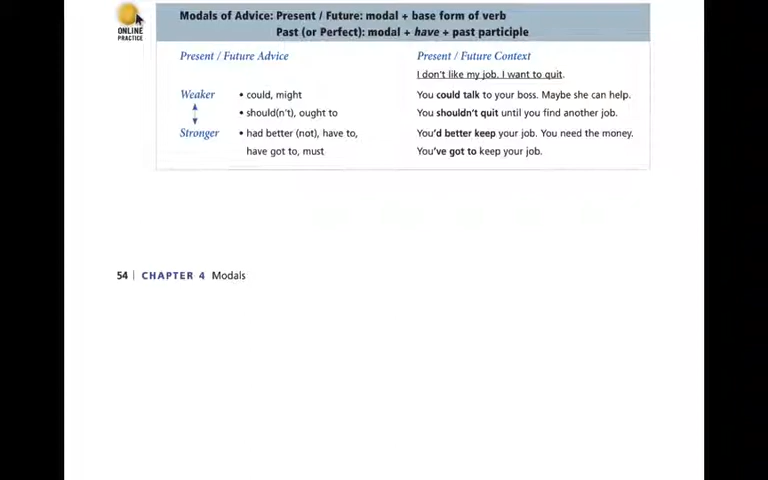 Modals of Advice: Present / Future: modal + base form of verb
Past (or Perfect): modal + have + past participle
ONLINE
PRACTICE
Present / Future Advice
Present / Future Context
I don't like my job. I want to quit.
Weaker
• could, might
You could talk to your boss. Maybe she can help.
• should(n't), ought to
You shouldn't quit until you find another job.
Stronger
• had better (not), have to,
You'd better keep your job. You need the money.
have got to, must
You've got to keep your job.
54 | CHAPTER 4 Modals